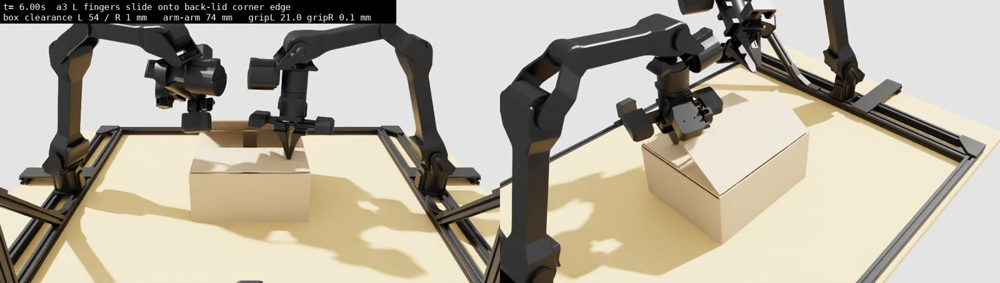 t= 6.00s  a3 L fingers slide onto back-lid corner edge
box clearance L 54 / R 1 mm   arm-arm 74 mm   gripL 21.0 gripR 0.1 mm